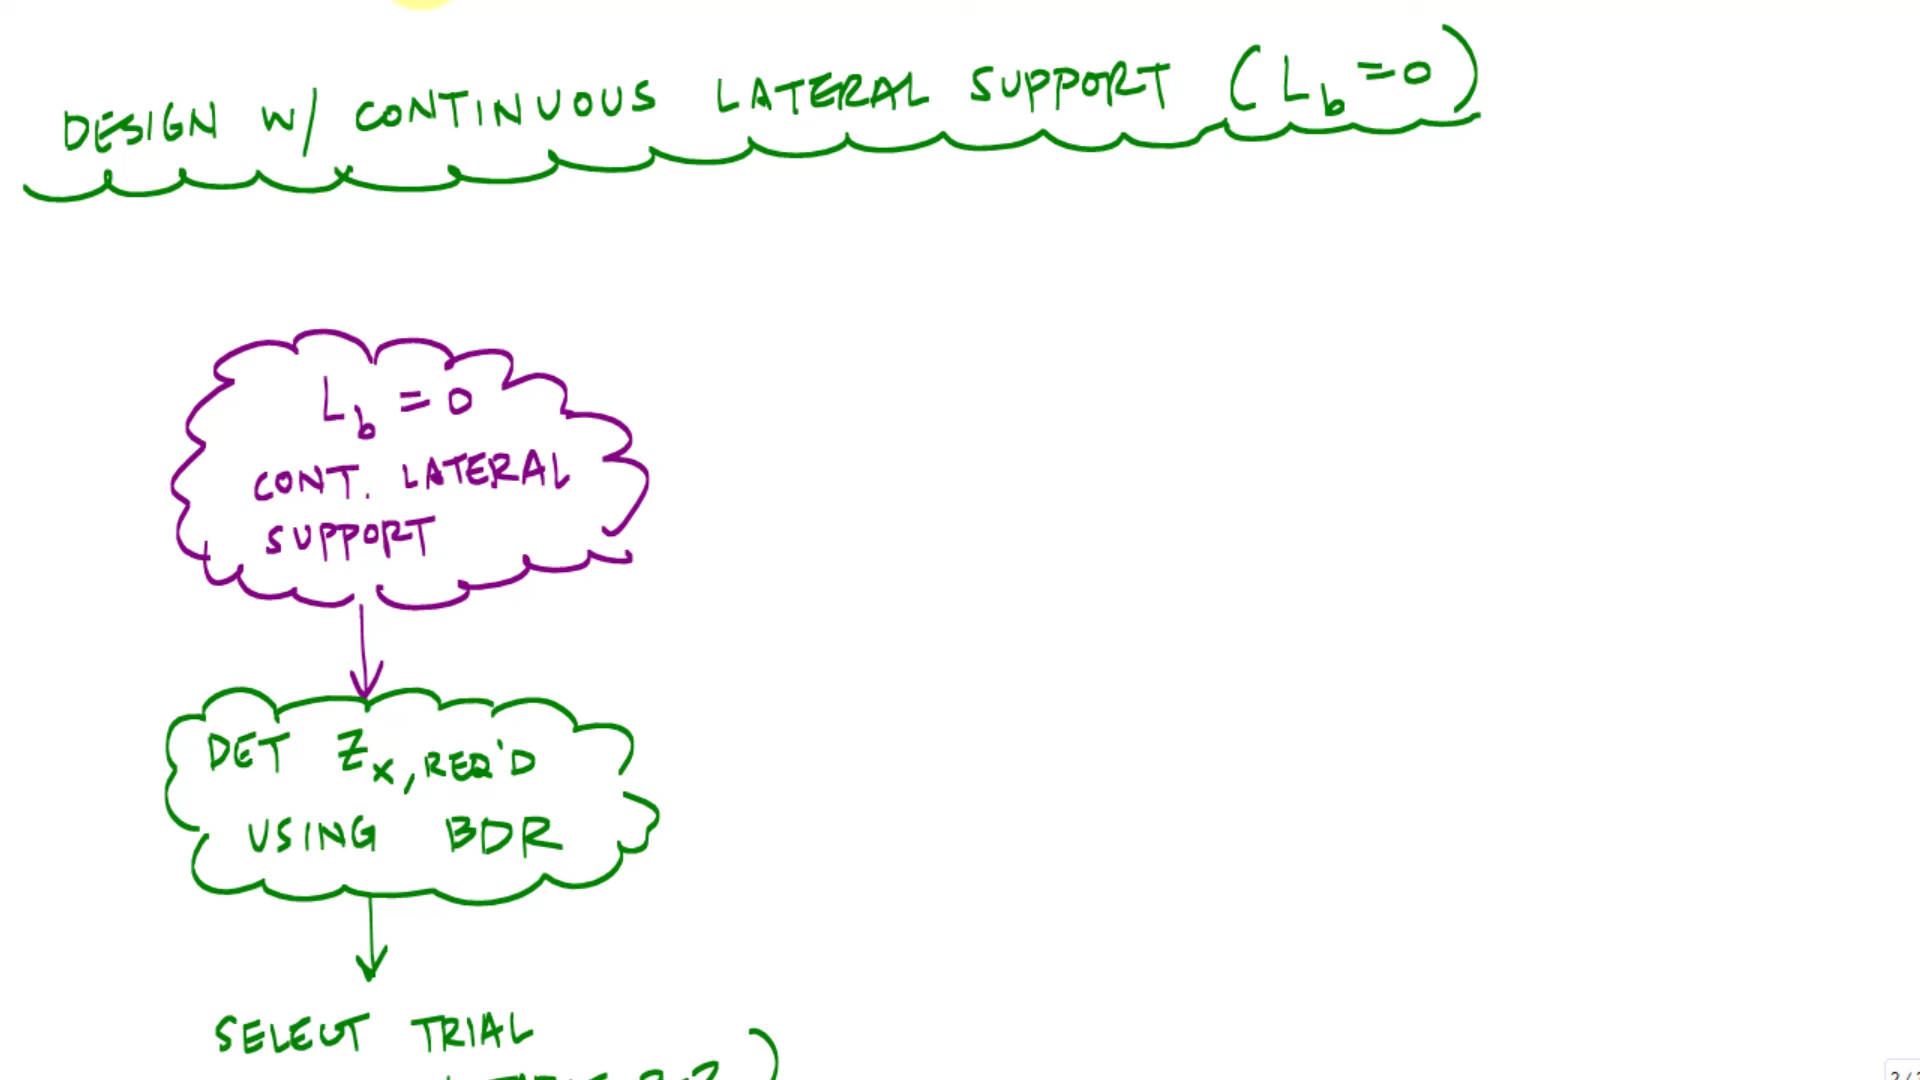 DESIGN W/ CONTINUOUS LATERAL SUPPORT (Lb=0)
Lb = 0
CONT. LATERAL
SUPPORT
DET Zx, REQ'D
USING BDR
SELECT TRIAL